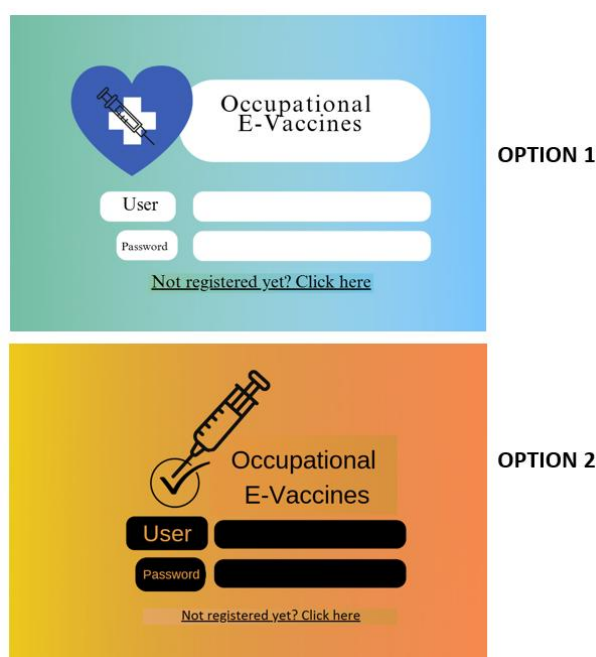 Occupational
E-Vaccines
OPTION 1
User
Password
Not registered yet? Click here
Occupational
E-Vaccines
OPTION 2
User
Password
Not registered yet? Click here